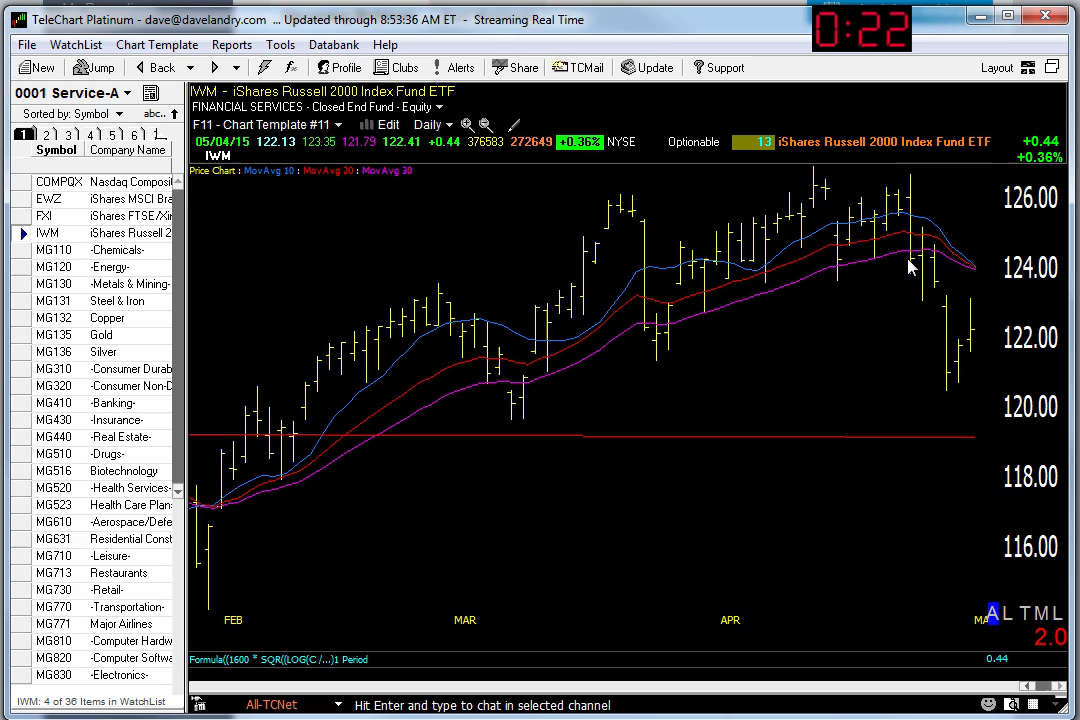 TeleChart Platinum - dave@davelandry.com ... Updated through 8:53:36 AM ET - Streaming Real Time
0:22
File WatchList Chart Template Reports Tools Databank Help
New Jump Back Profile Clubs Alerts Share TCMail Update Support Layout
0001 Service-A
Sorted by: Symbol abc..
1 2 3 4 5 6
Symbol Company Name
COMPQX Nasdaq Composi
EWZ iShares MSCI Bra
FXI iShares FTSE/Xin
IWM iShares Russell 2
MG110 -Chemicals-
MG120 -Energy-
MG130 -Metals & Mining-
MG131 Steel & Iron
MG132 Copper
MG135 Gold
MG136 Silver
MG310 -Consumer Durab
MG320 -Consumer Non-D
MG410 -Banking-
MG430 -Insurance-
MG440 -Real Estate-
MG510 -Drugs-
MG516 Biotechnology
MG520 -Health Services-
MG523 Health Care Plan
MG610 -Aerospace/Defe
MG631 Residential Const
MG710 -Leisure-
MG713 Restaurants
MG730 -Retail-
MG770 -Transportation-
MG771 Major Airlines
MG810 -Computer Hardw
MG820 -Computer Softwa
MG830 -Electronics-
IWM: 4 of 36 Items in WatchList
IWM - iShares Russell 2000 Index Fund ETF
FINANCIAL SERVICES - Closed End Fund - Equity
F11 - Chart Template #11 Edit Daily
05/04/15 122.13 123.35 121.79 122.41 +0.44 376583 272649 +0.36% NYSE Optionable 13 iShares Russell 2000 Index Fund ETF +0.44
IWM +0.36%
Price Chart : MovAvg 10 : MovAvg 20 : MovAvg 30
126.00
124.00
122.00
120.00
118.00
116.00
FEB MAR APR MA
A L T M L
2.0
Formula((1600 * SQR((LOG(C /...)1 Period 0.44
All-TCNet Hit Enter and type to chat in selected channel